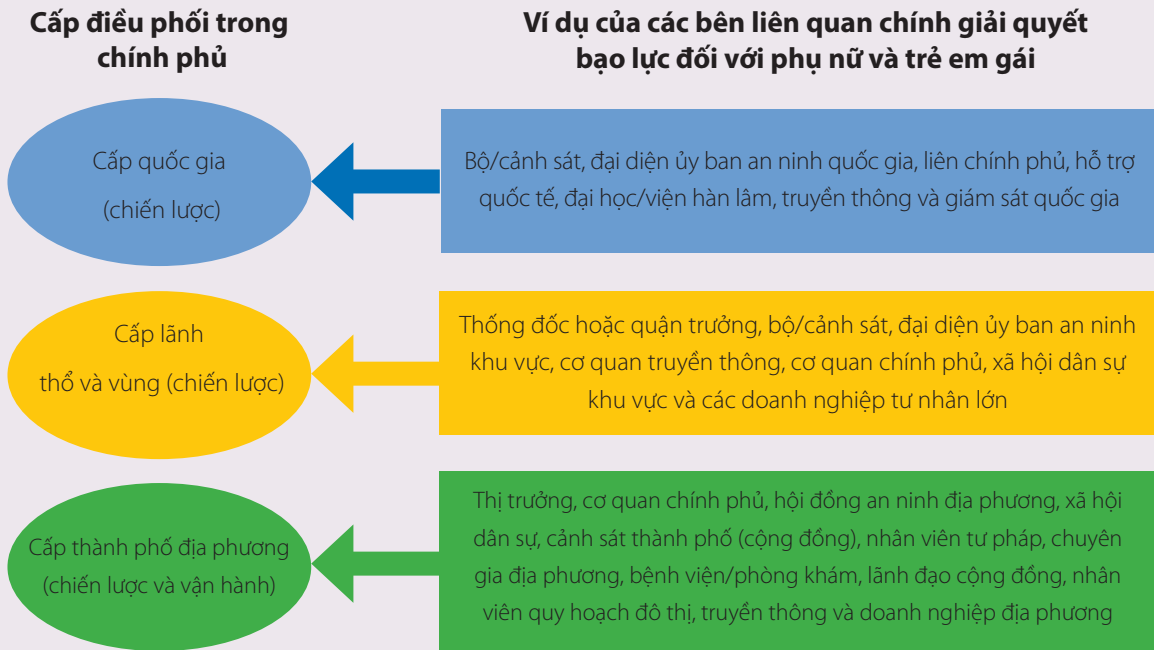 Cấp điều phối trong
chính phủ
Ví dụ của các bên liên quan chính giải quyết
bạo lực đối với phụ nữ và trẻ em gái
Cấp quốc gia
(chiến lược)
Bộ/cảnh sát, đại diện ủy ban an ninh quốc gia, liên chính phủ, hỗ trợ
quốc tế, đại học/viện hàn lâm, truyền thông và giám sát quốc gia
Cấp lãnh
thổ và vùng (chiến lược)
Thống đốc hoặc quận trưởng, bộ/cảnh sát, đại diện ủy ban an ninh
khu vực, cơ quan truyền thông, cơ quan chính phủ, xã hội dân sự
khu vực và các doanh nghiệp tư nhân lớn
Cấp thành phố địa phương
(chiến lược và vận hành)
Thị trưởng, cơ quan chính phủ, hội đồng an ninh địa phương, xã hội
dân sự, cảnh sát thành phố (cộng đồng), nhân viên tư pháp, chuyên
gia địa phương, bệnh viện/phòng khám, lãnh đạo cộng đồng, nhân
viên quy hoạch đô thị, truyền thông và doanh nghiệp địa phương